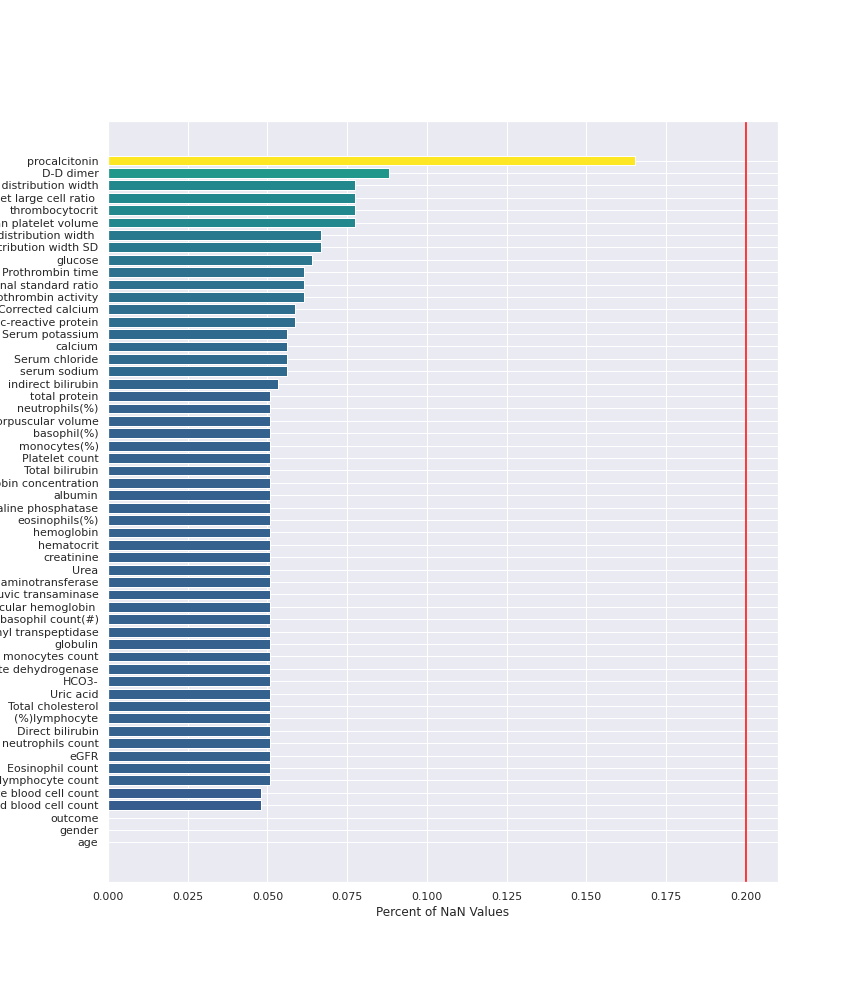 procalcitonin
D-D dimer
distribution width
et large cell ratio
thrombocytocrit
n platelet volume
distribution width
tribution width SD
glucose
Prothrombin time
nal standard ratio
othrombin activity
Corrected calcium
c-reactive protein
Serum potassium
calcium
Serum chloride
serum sodium
indirect bilirubin
total protein
neutrophils(%)
orpuscular volume
basophil(%)
monocytes(%)
Platelet count
Total bilirubin
obin concentration
albumin
aline phosphatase
eosinophils(%)
hemoglobin
hematocrit
creatinine
Urea
aminotransferase
uvic transaminase
cular hemoglobin
basophil count(#)
nyl transpeptidase
globulin
monocytes count
te dehydrogenase
HCO3-
Uric acid
Total cholesterol
(%)lymphocyte
Direct bilirubin
neutrophils count
eGFR
Eosinophil count
lymphocyte count
e blood cell count
d blood cell count
outcome
gender
age
0.000 0.025 0.050 0.075 0.100 0.125 0.150 0.175 0.200
Percent of NaN Values